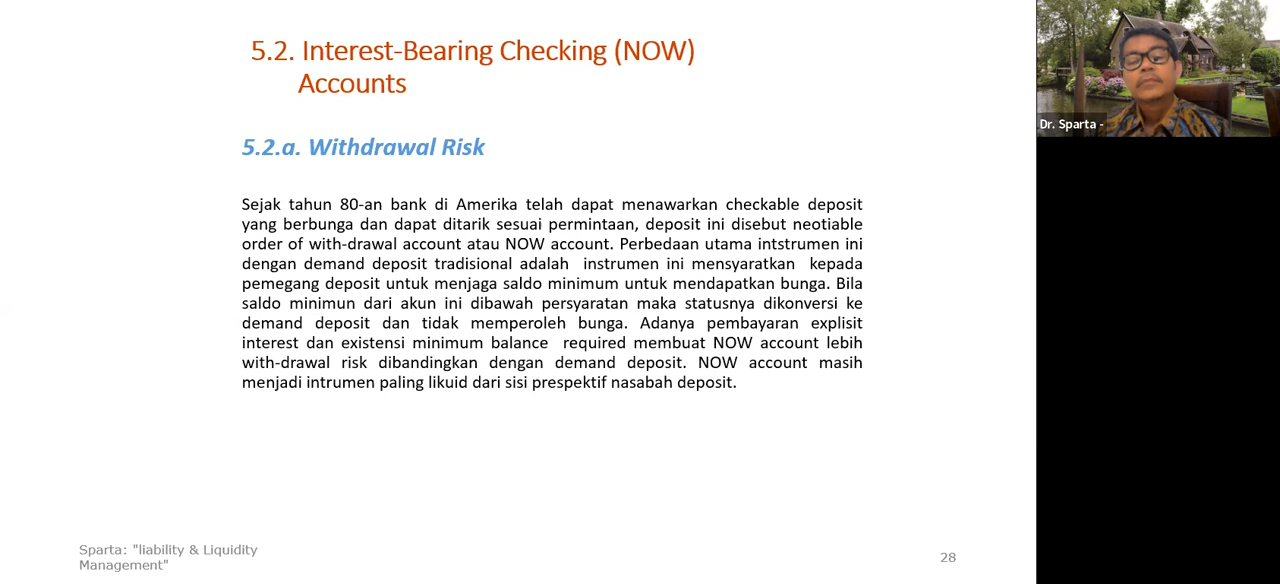 5.2. Interest-Bearing Checking (NOW)
Accounts
5.2.a. Withdrawal Risk
Sejak tahun 80-an bank di Amerika telah dapat menawarkan checkable deposit
yang berbunga dan dapat ditarik sesuai permintaan, deposit ini disebut neotiable
order of with-drawal account atau NOW account. Perbedaan utama intstrumen ini
dengan demand deposit tradisional adalah instrumen ini mensyaratkan kepada
pemegang deposit untuk menjaga saldo minimum untuk mendapatkan bunga. Bila
saldo minimun dari akun ini dibawah persyaratan maka statusnya dikonversi ke
demand deposit dan tidak memperoleh bunga. Adanya pembayaran explisit
interest dan existensi minimum balance required membuat NOW account lebih
with-drawal risk dibandingkan dengan demand deposit. NOW account masih
menjadi intrumen paling likuid dari sisi prespektif nasabah deposit.
Sparta: "liability & Liquidity
Management"
28
Dr. Sparta -